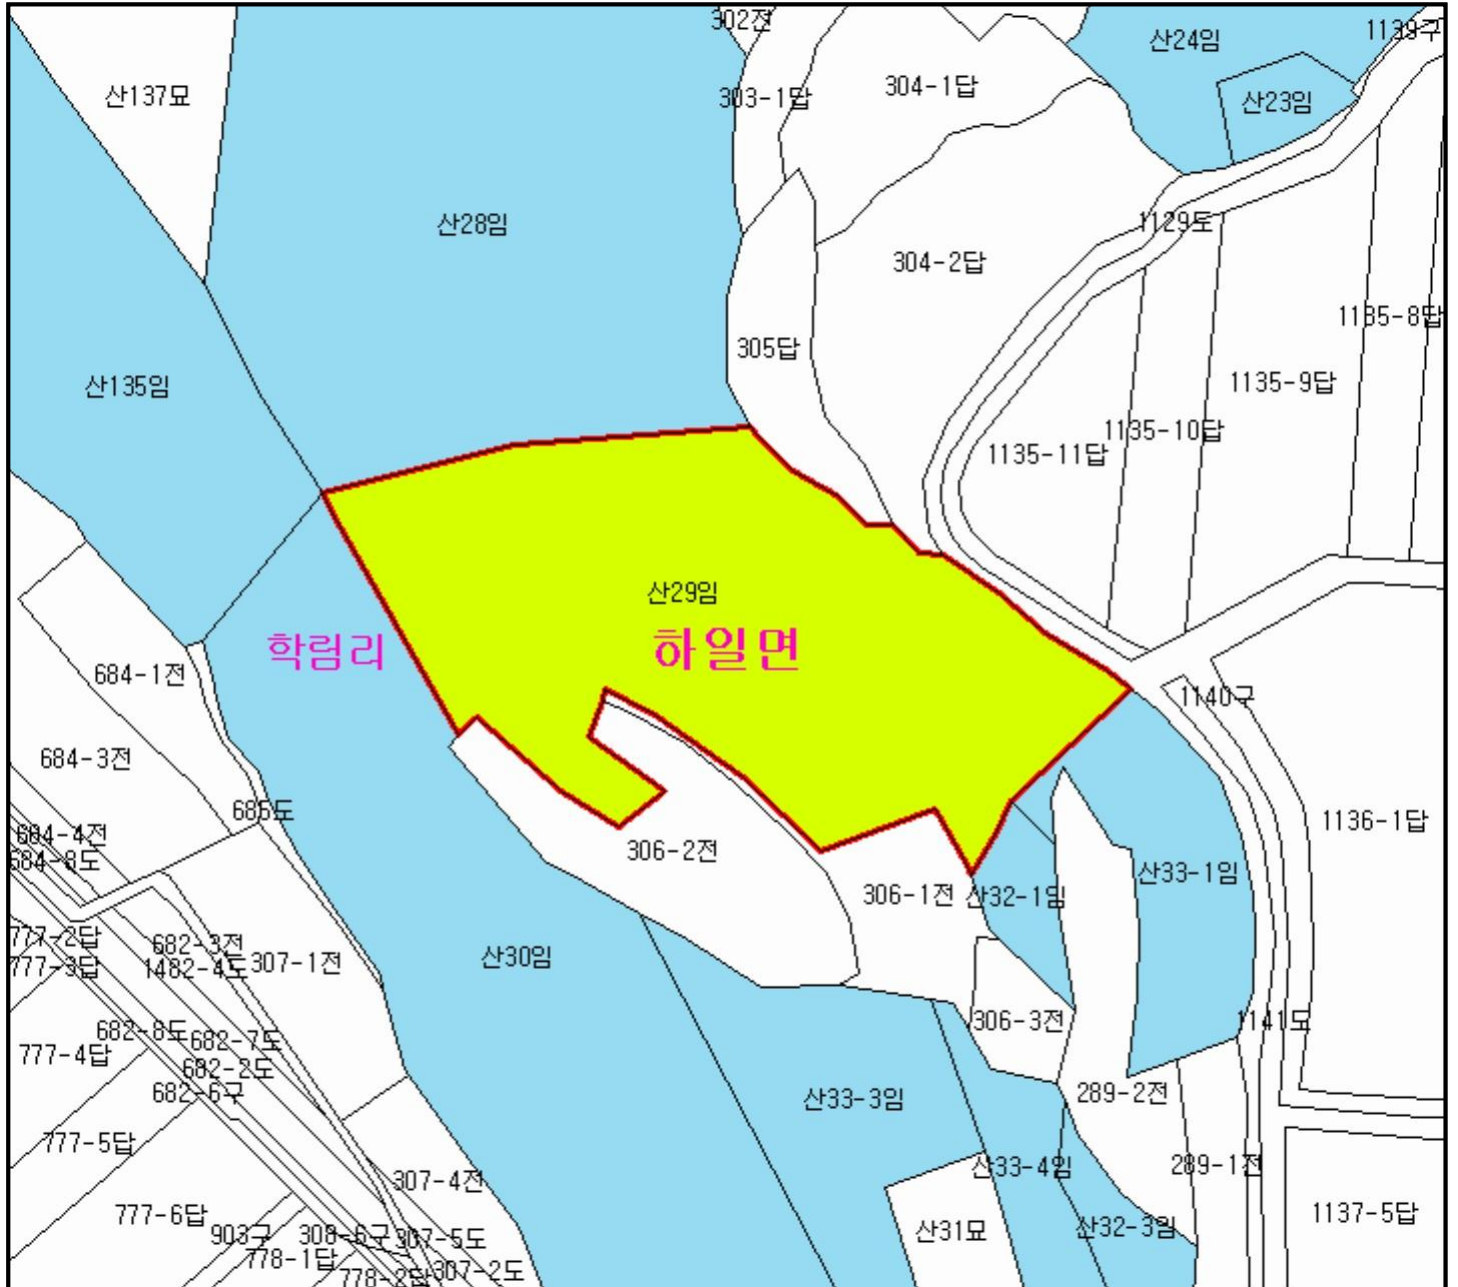 302전
산24임
1139구
산137묘
303-1답
304-1답
산23임
산28임
1129도
304-2답
1135-8답
305답
산135임
1135-9답
1135-10답
1135-11답
산29임
학림리
하일면
684-1전
1140구
684-3전
685도
684-4전
684-8도
306-2전
1136-1답
산33-1임
306-1전
산32-1임
777-2답
682-3전
777-3답
1482-4도
307-1전
산30임
682-8도
682-7도
306-3전
1141도
777-4답
682-2도
682-6구
산33-3임
289-2전
777-5답
307-4전
산33-4임
289-1전
777-6답
903구
308-6구
307-5도
산31묘
산32-3임
1137-5답
778-1답
778-2답
307-2도